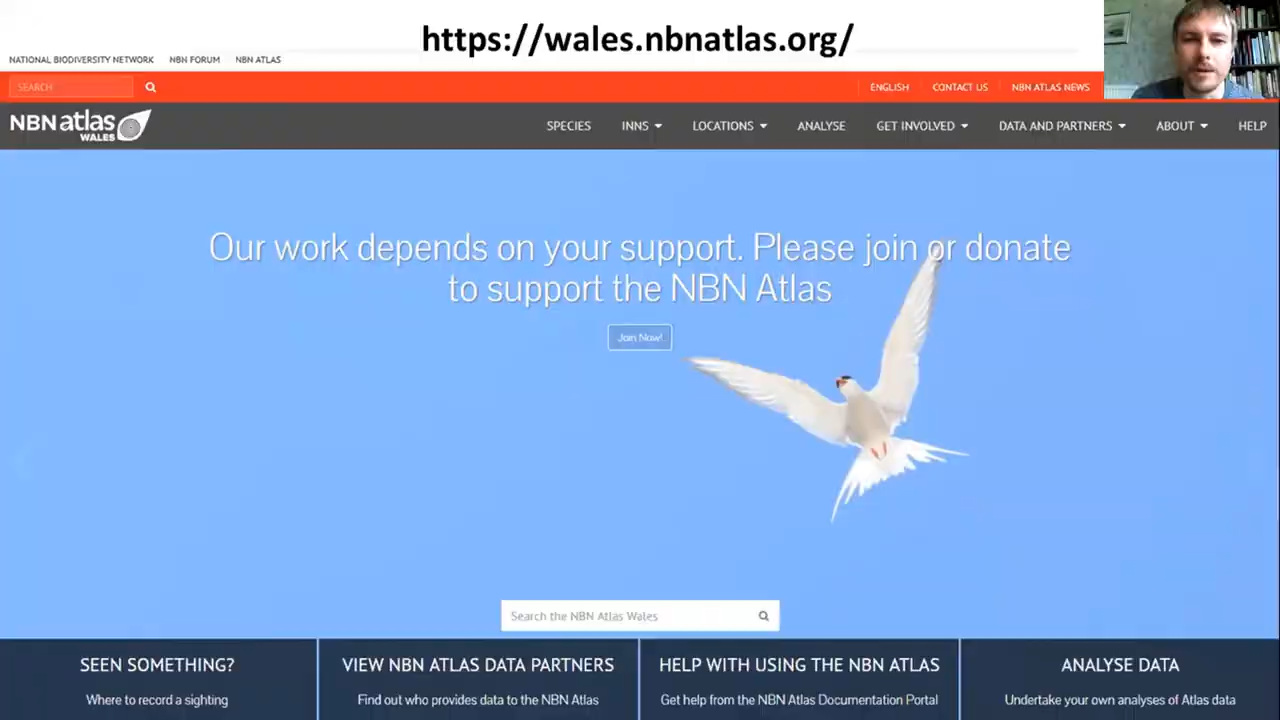 https://wales.nbnatlas.org/
NATIONAL BIODIVERSITY NETWORK NBN FORUM NBN ATLAS
SEARCH ENGLISH CONTACT US NBN ATLAS NEWS
NBN atlas WALES SPECIES INNS LOCATIONS ANALYSE GET INVOLVED DATA AND PARTNERS ABOUT HELP
Our work depends on your support. Please join or donate
to support the NBN Atlas
Join Now!
Search the NBN Atlas Wales
SEEN SOMETHING? VIEW NBN ATLAS DATA PARTNERS HELP WITH USING THE NBN ATLAS ANALYSE DATA
Where to record a sighting Find out who provides data to the NBN Atlas Get help from the NBN Atlas Documentation Portal Undertake your own analyses of Atlas data